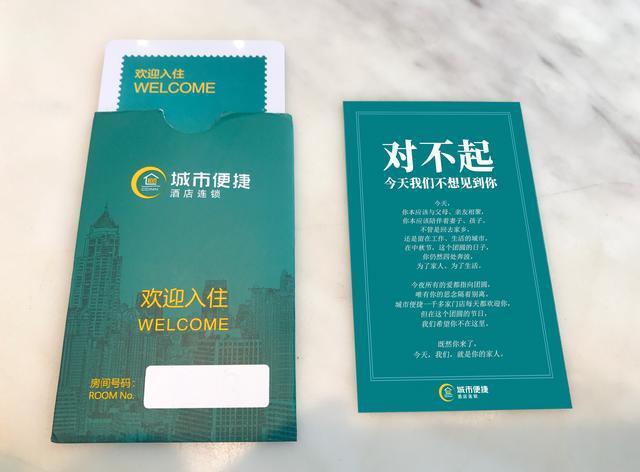 欢迎入住
WELCOME
城市便捷
酒店连锁
欢迎入住
WELCOME
房间号码：
ROOM No.
对不起
今天我们不想见到你
今天，
你本应该与父母、亲友相聚，
你本应该陪伴着妻子、孩子，
不管是回去家乡，
还是留在工作、生活的城市，
在中秋节，这个团圆的日子，
你仍然四处奔波，
为了家人、为了生活。
今夜所有的爱都指向团圆，
唯有你的思念隔着别离。
城市便捷一千多家门店每天都欢迎你，
但在这个团圆的节日，
我们希望你不在这里。
既然你来了，
今天，我们，就是你的家人。
城市便捷
酒店连锁